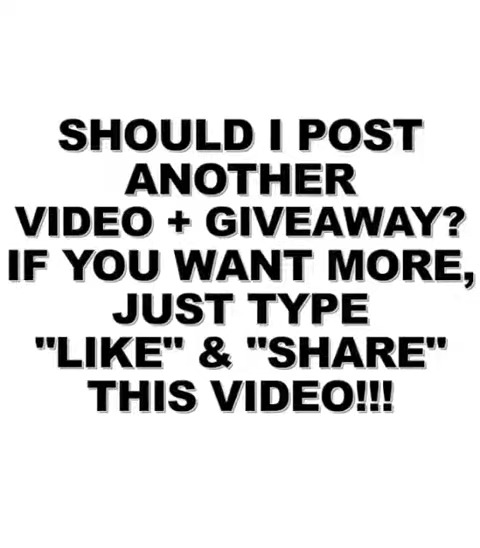 SHOULD I POST
ANOTHER
VIDEO + GIVEAWAY?
IF YOU WANT MORE,
JUST TYPE
"LIKE" & "SHARE"
THIS VIDEO!!!